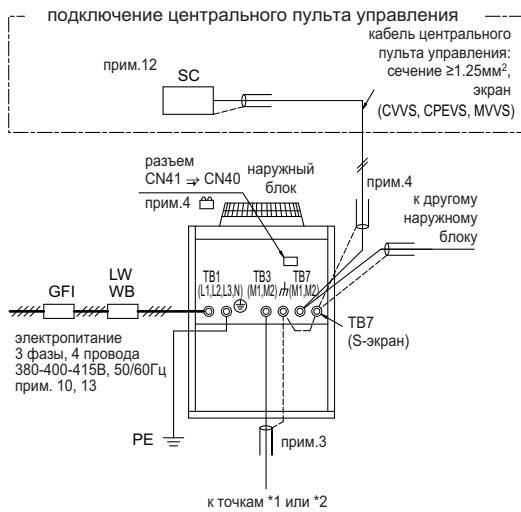 подключение центрального пульта управления
кабель центрального
пульта управления:
сечение ≥1.25мм²,
экран
(CVVS, CPEVS, MVVS)
прим.12
SC
разъем
CN41 ⇒ CN40
прим.4
наружный
блок
прим.4
к другому
наружному
блоку
LW
GFI
WB
TB1
(L1,L2,L3,N)
TB3
(M1,M2)
TB7
(M1,M2)
TB7
(S-экран)
электропитание
3 фазы, 4 провода
380-400-415В, 50/60Гц
прим. 10, 13
PE
прим.3
к точкам *1 или *2